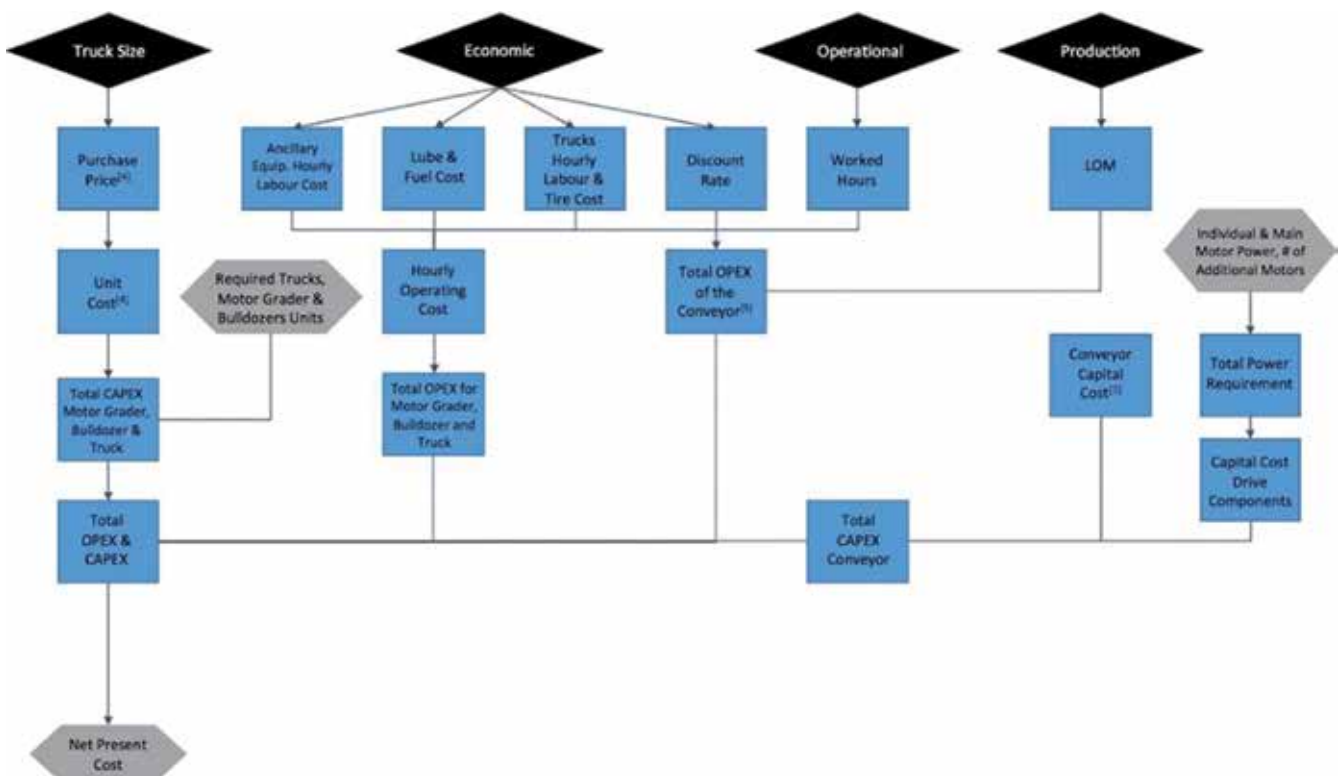 Truck Size
Economic
Operational
Production
Purchase
Price[4]
Ancillary
Equip. Hourly
Labour Cost
Lube &
Fuel Cost
Trucks
Hourly
Labour &
Tire Cost
Discount
Rate
Worked
Hours
LOM
Individual & Main
Motor Power, # of
Additional Motors
Unit
Cost[4]
Required Trucks,
Motor Grader &
Bulldozers Units
Hourly
Operating
Cost
Total OPEX
of the
Conveyor[5]
Conveyor
Capital
Cost
Total Power
Requirement
Total CAPEX
Motor Grader,
Bulldozer &
Truck
Total OPEX for
Motor Grader,
Bulldozer and
Truck
Capital Cost
Drive
Components
Total
OPEX &
CAPEX
Total
CAPEX
Conveyor
Net Present
Cost